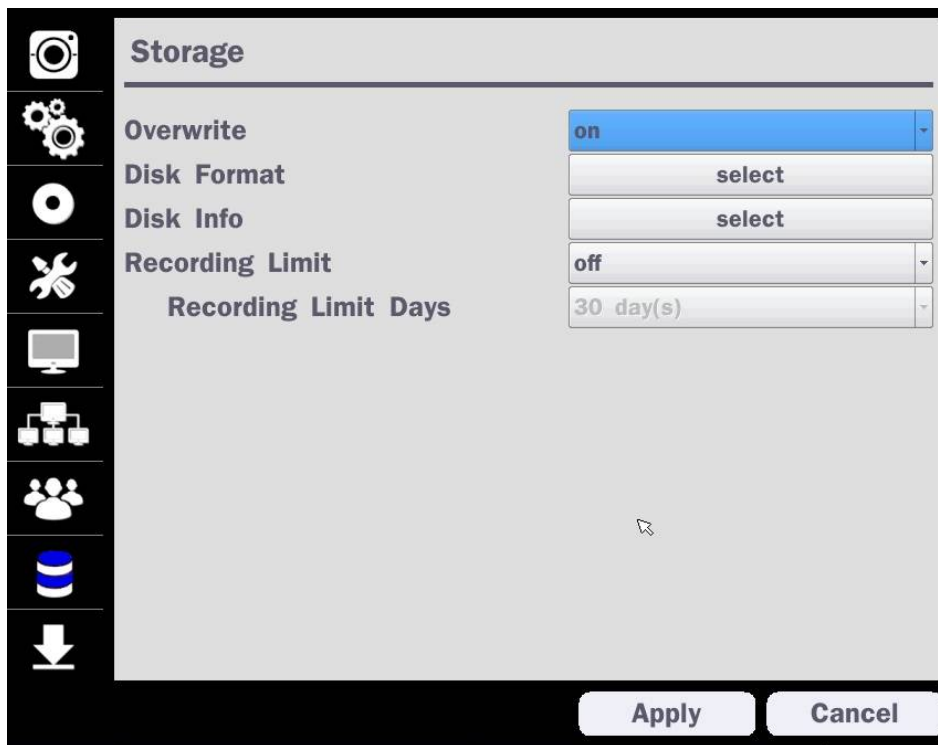 Storage
Overwrite on
Disk Format select
Disk Info select
Recording Limit off
Recording Limit Days 30 day(s)
Apply Cancel